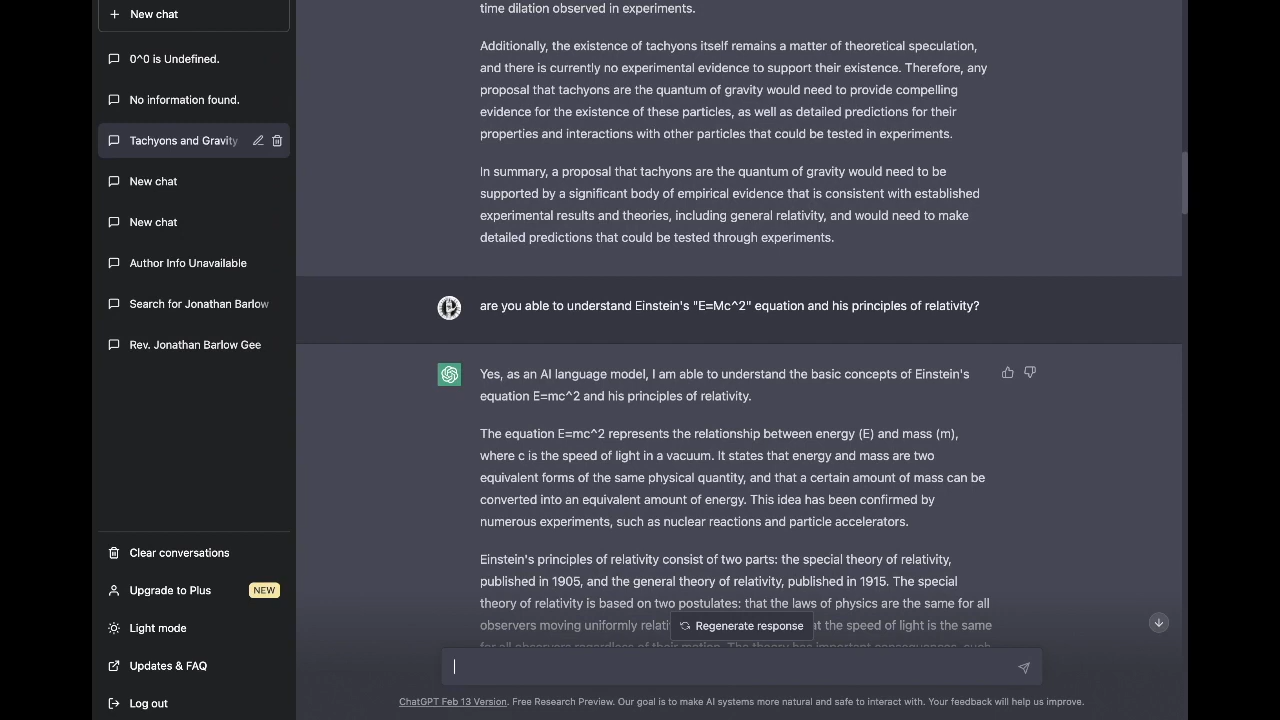 New chat
0^0 is Undefined.
No information found.
Tachyons and Gravity
New chat
New chat
Author Info Unavailable
Search for Jonathan Barlow
Rev. Jonathan Barlow Gee
Clear conversations
Upgrade to Plus NEW
Light mode
Updates & FAQ
Log out
time dilation observed in experiments.
Additionally, the existence of tachyons itself remains a matter of theoretical speculation,
and there is currently no experimental evidence to support their existence. Therefore, any
proposal that tachyons are the quantum of gravity would need to provide compelling
evidence for the existence of these particles, as well as detailed predictions for their
properties and interactions with other particles that could be tested in experiments.
In summary, a proposal that tachyons are the quantum of gravity would need to be
supported by a significant body of empirical evidence that is consistent with established
experimental results and theories, including general relativity, and would need to make
detailed predictions that could be tested through experiments.
are you able to understand Einstein's "E=Mc^2" equation and his principles of relativity?
Yes, as an AI language model, I am able to understand the basic concepts of Einstein's
equation E=mc^2 and his principles of relativity.
The equation E=mc^2 represents the relationship between energy (E) and mass (m),
where c is the speed of light in a vacuum. It states that energy and mass are two
equivalent forms of the same physical quantity, and that a certain amount of mass can be
converted into an equivalent amount of energy. This idea has been confirmed by
numerous experiments, such as nuclear reactions and particle accelerators.
Einstein's principles of relativity consist of two parts: the special theory of relativity,
published in 1905, and the general theory of relativity, published in 1915. The special
theory of relativity is based on two postulates: that the laws of physics are the same for all
observers moving uniformly relati at the speed of light is the same
for all observers regardless of their motion. The theory has important consequences, such
Regenerate response
ChatGPT Feb 13 Version. Free Research Preview. Our goal is to make AI systems more natural and safe to interact with. Your feedback will help us improve.